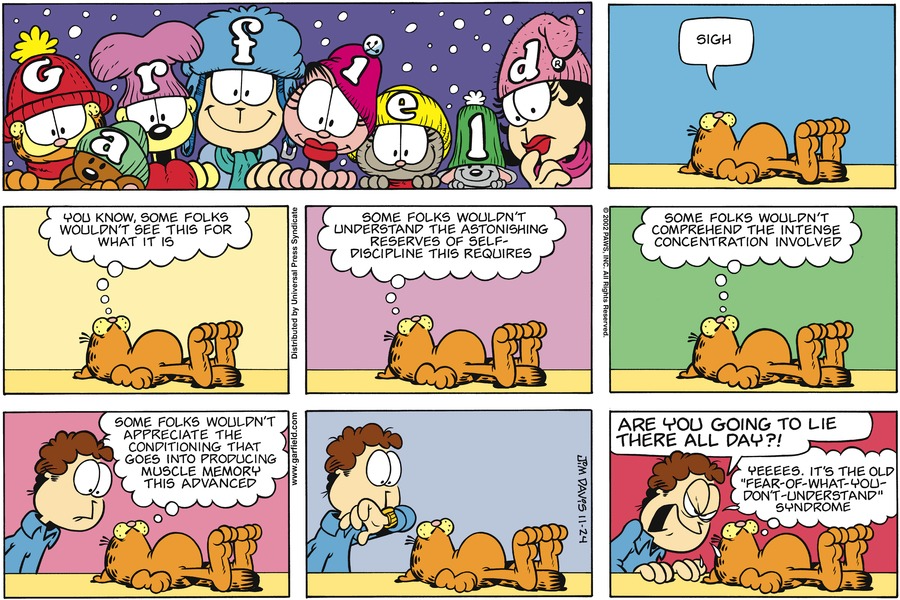 G a r f i e l d ®
SIGH
YOU KNOW, SOME FOLKS
WOULDN'T SEE THIS FOR
WHAT IT IS
Distributed by Universal Press Syndicate
SOME FOLKS WOULDN'T
UNDERSTAND THE ASTONISHING
RESERVES OF SELF-
DISCIPLINE THIS REQUIRES
© 2002 PAWS, INC. All Rights Reserved.
SOME FOLKS WOULDN'T
COMPREHEND THE INTENSE
CONCENTRATION INVOLVED
SOME FOLKS WOULDN'T
APPRECIATE THE
CONDITIONING THAT
GOES INTO PRODUCING
MUSCLE MEMORY
THIS ADVANCED
www.garfield.com
JIM DAVIS 11-24
ARE YOU GOING TO LIE
THERE ALL DAY?!
YEEEES. IT'S THE OLD
"FEAR-OF-WHAT-YOU-
DON'T-UNDERSTAND"
SYNDROME